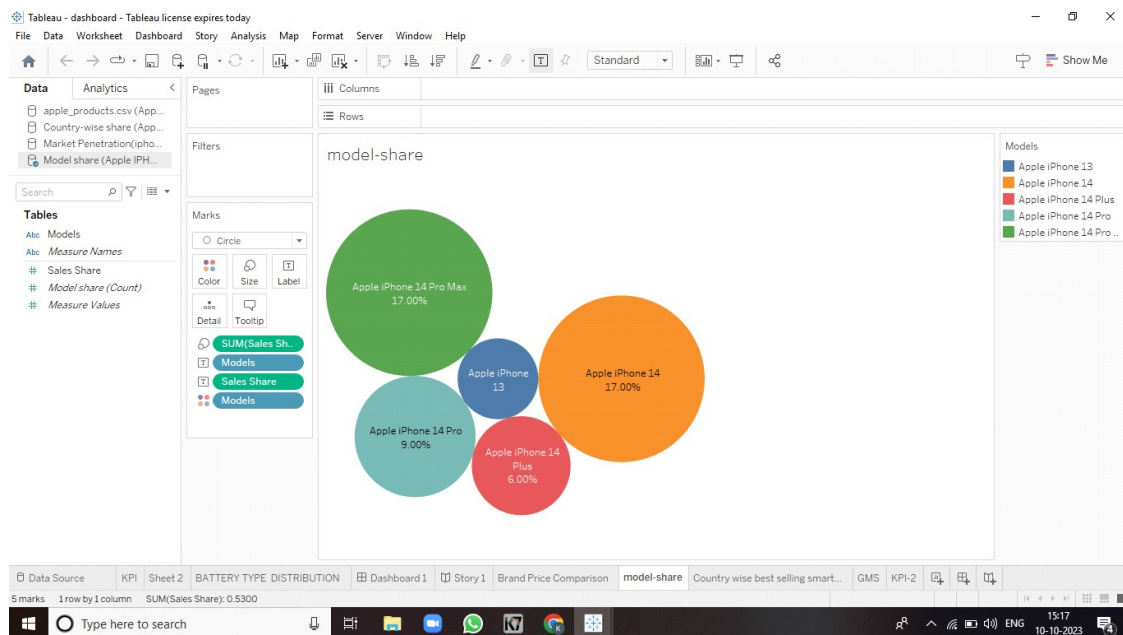 Tableau - dashboard - Tableau license expires today
File Data Worksheet Dashboard Story Analysis Map Format Server Window Help
Standard
Show Me
Data Analytics
apple_products.csv (App...
Country-wise share (App...
Market Penetration(ipho...
Model share (Apple IPH...
Search
Tables
Abc Models
Abc Measure Names
# Sales Share
# Model share (Count)
# Measure Values
Pages
Filters
Marks
Circle
Color Size Label
Detail Tooltip
SUM(Sales Sh..
Models
Sales Share
Models
Columns
Rows
model-share
Apple iPhone 14 Pro Max
17.00%
Apple iPhone
13
Apple iPhone 14
17.00%
Apple iPhone 14 Pro
9.00%
Apple iPhone 14
Plus
6.00%
Models
Apple iPhone 13
Apple iPhone 14
Apple iPhone 14 Plus
Apple iPhone 14 Pro
Apple iPhone 14 Pro ..
Data Source KPI Sheet 2 BATTERY TYPE DISTRIBUTION Dashboard 1 Story 1 Brand Price Comparison model-share Country wise best selling smart... GMS KPI-2
5 marks 1 row by 1 column SUM(Sales Share): 0.5300
Type here to search
K7
ENG
15:17
10-10-2023
4